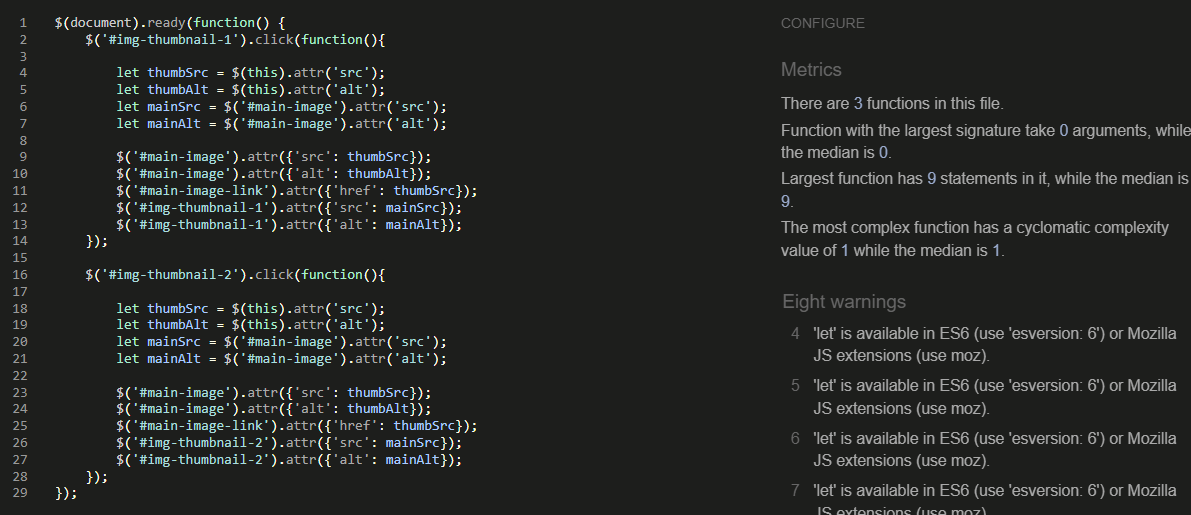 1 $(document).ready(function() {
2 $('#img-thumbnail-1').click(function(){
3
4 let thumbSrc = $(this).attr('src');
5 let thumbAlt = $(this).attr('alt');
6 let mainSrc = $('#main-image').attr('src');
7 let mainAlt = $('#main-image').attr('alt');
8
9 $('#main-image').attr({'src': thumbSrc});
10 $('#main-image').attr({'alt': thumbAlt});
11 $('#main-image-link').attr({'href': thumbSrc});
12 $('#img-thumbnail-1').attr({'src': mainSrc});
13 $('#img-thumbnail-1').attr({'alt': mainAlt});
14 });
15
16 $('#img-thumbnail-2').click(function(){
17
18 let thumbSrc = $(this).attr('src');
19 let thumbAlt = $(this).attr('alt');
20 let mainSrc = $('#main-image').attr('src');
21 let mainAlt = $('#main-image').attr('alt');
22
23 $('#main-image').attr({'src': thumbSrc});
24 $('#main-image').attr({'alt': thumbAlt});
25 $('#main-image-link').attr({'href': thumbSrc});
26 $('#img-thumbnail-2').attr({'src': mainSrc});
27 $('#img-thumbnail-2').attr({'alt': mainAlt});
28 });
29 });
CONFIGURE
Metrics
There are 3 functions in this file.
Function with the largest signature take 0 arguments, while
the median is 0.
Largest function has 9 statements in it, while the median is
9.
The most complex function has a cyclomatic complexity
value of 1 while the median is 1.
Eight warnings
4 'let' is available in ES6 (use 'esversion: 6') or Mozilla
JS extensions (use moz).
5 'let' is available in ES6 (use 'esversion: 6') or Mozilla
JS extensions (use moz).
6 'let' is available in ES6 (use 'esversion: 6') or Mozilla
JS extensions (use moz).
7 'let' is available in ES6 (use 'esversion: 6') or Mozilla
JS extensions (use moz)